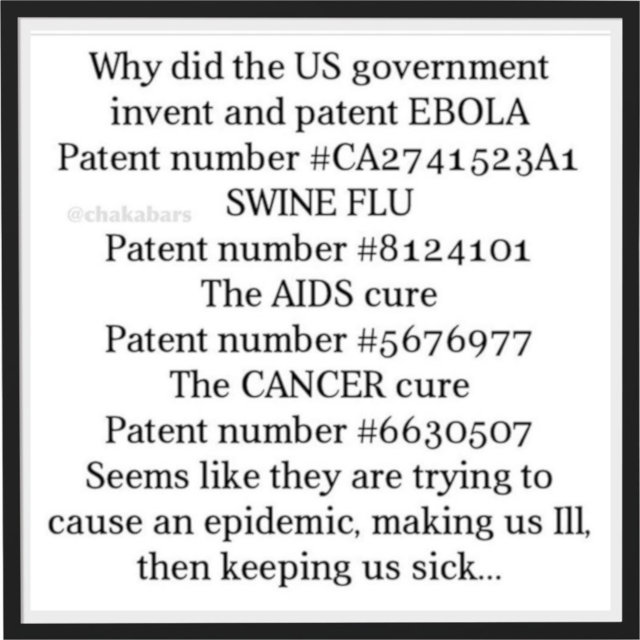 Why did the US government
invent and patent EBOLA
Patent number #CA2741523A1
SWINE FLU
@chakabars
Patent number #8124101
The AIDS cure
Patent number #5676977
The CANCER cure
Patent number #6630507
Seems like they are trying to
cause an epidemic, making us Ill,
then keeping us sick...